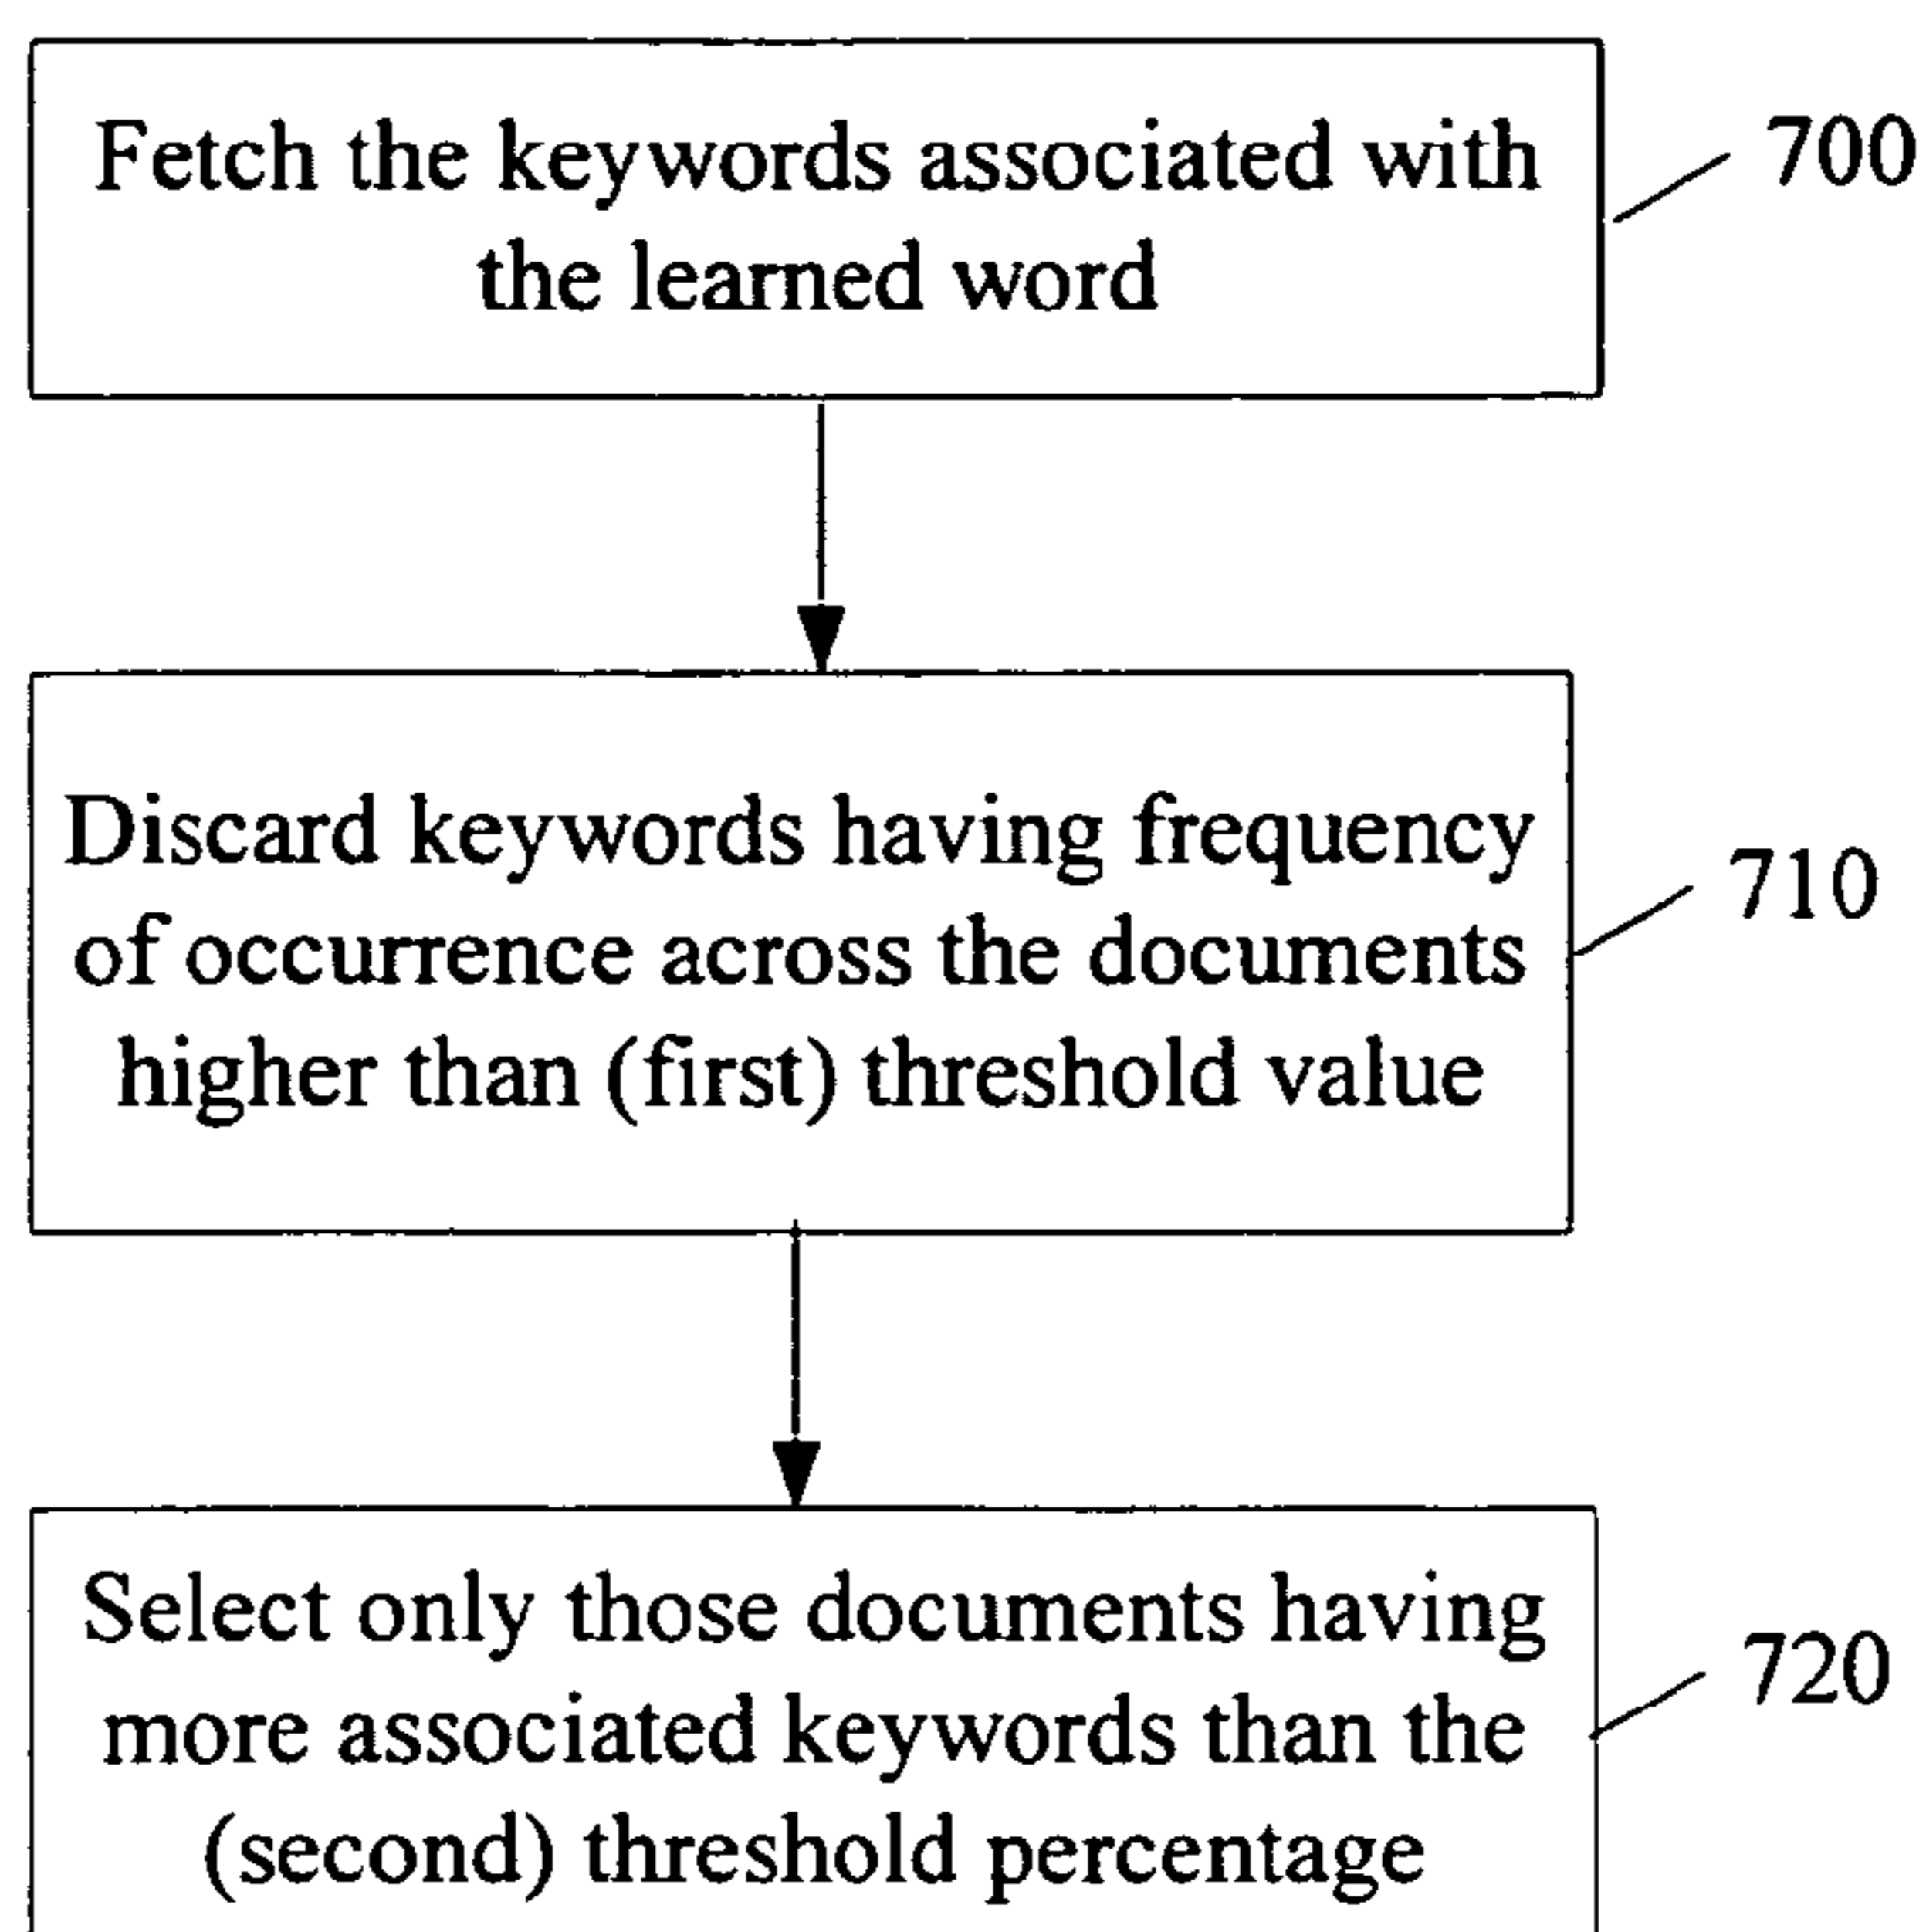 Fetch the keywords associated with
the learned word
700
Discard keywords having frequency
of occurrence across the documents
higher than (first) threshold value
710
Select only those documents having
more associated keywords than the
(second) threshold percentage
720